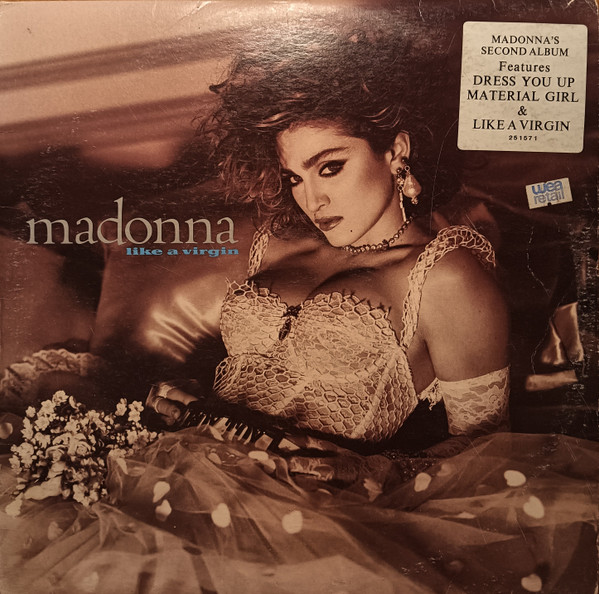 MADONNA'S
SECOND ALBUM
Features
DRESS YOU UP
MATERIAL GIRL
&
LIKE A VIRGIN
251571
wea
retail
madonna
like a virgin